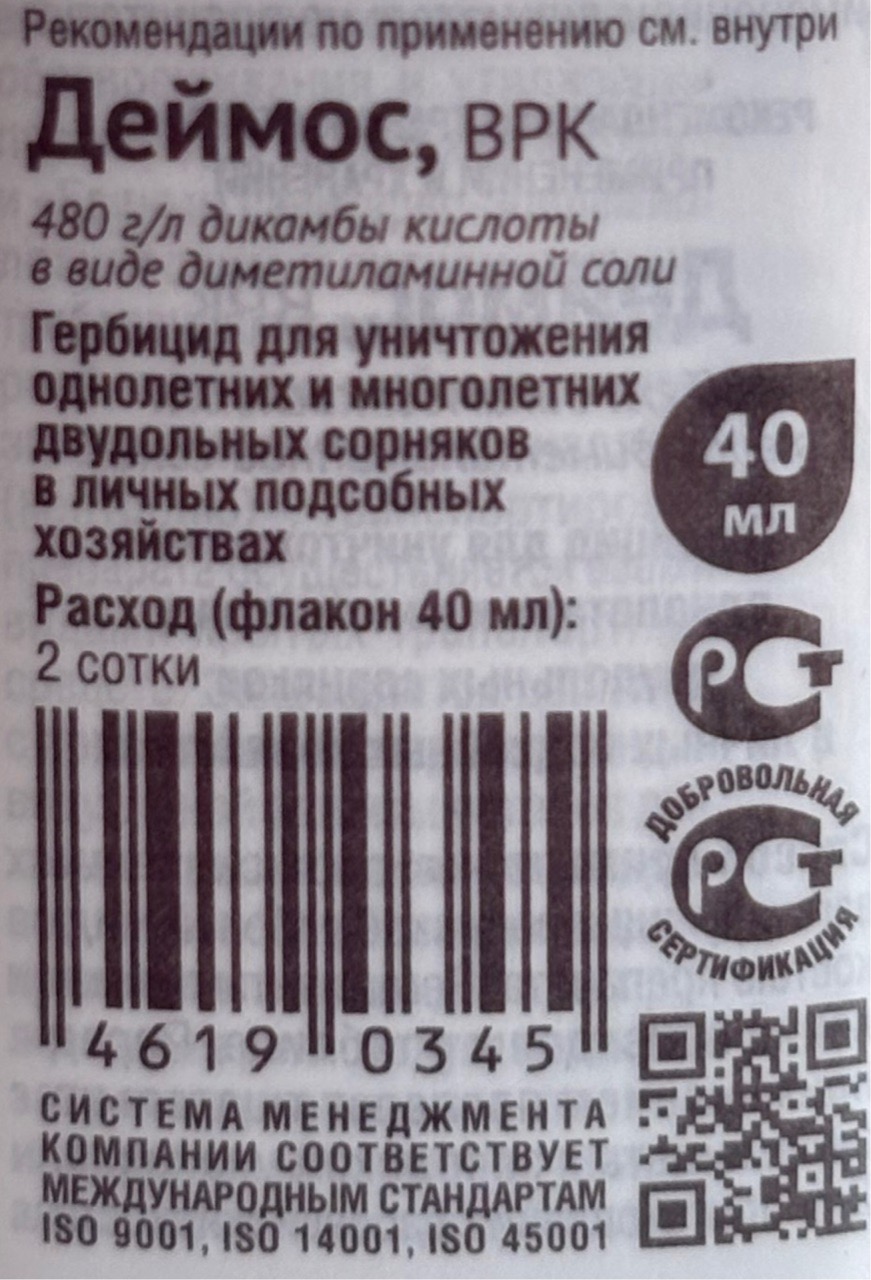 Рекомендации по применению см. внутри
Деймос, ВРК
480 г/л дикамбы кислоты
в виде диметиламинной соли
Гербицид для уничтожения
однолетних и многолетних
двудольных сорняков
в личных подсобных
хозяйствах
40
мл
Расход (флакон 40 мл):
2 сотки
РСТ
ДОБРОВОЛЬНАЯ
РСТ
СЕРТИФИКАЦИЯ
4619 0345
СИСТЕМА МЕНЕДЖМЕНТА
КОМПАНИИ СООТВЕТСТВУЕТ
МЕЖДУНАРОДНЫМ СТАНДАРТАМ
ISO 9001, ISO 14001, ISO 45001